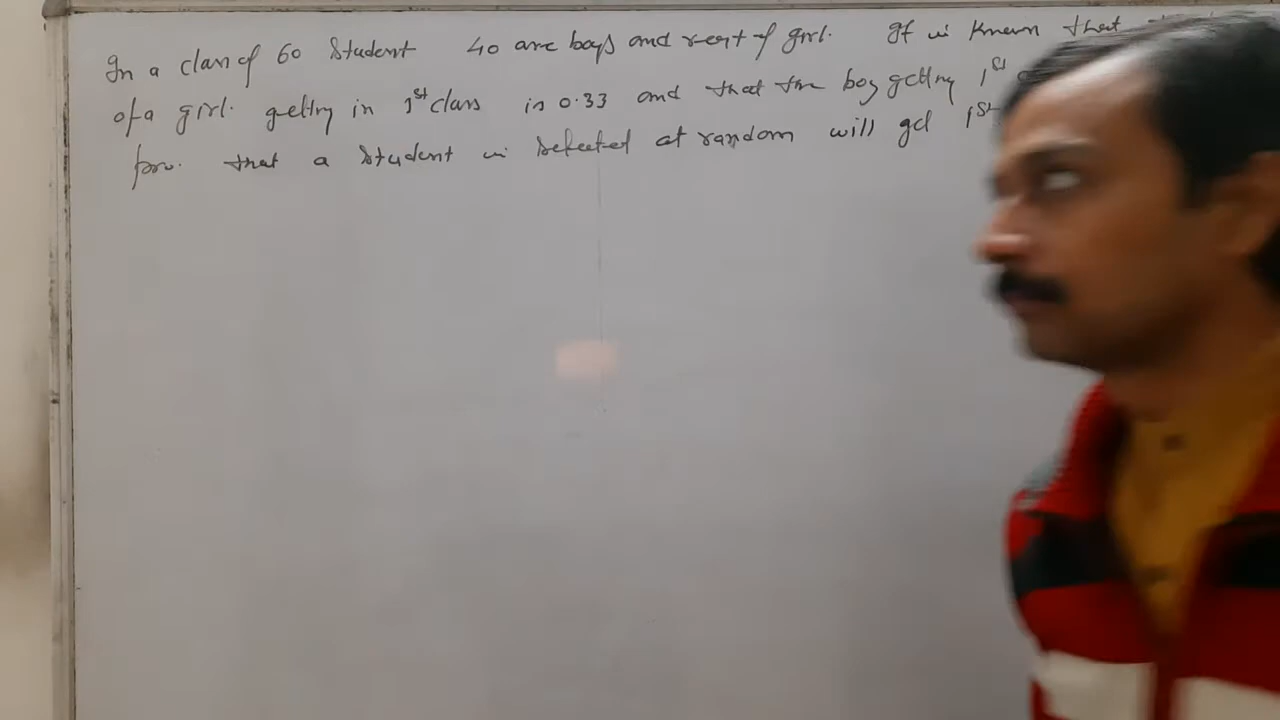 In a class of 60 Student 40 are boys and rest of girl. It is known that
of a girl. getting in 1st class is 0.33 and that the boy getting 1st
that a Student is selected at random will get 1st